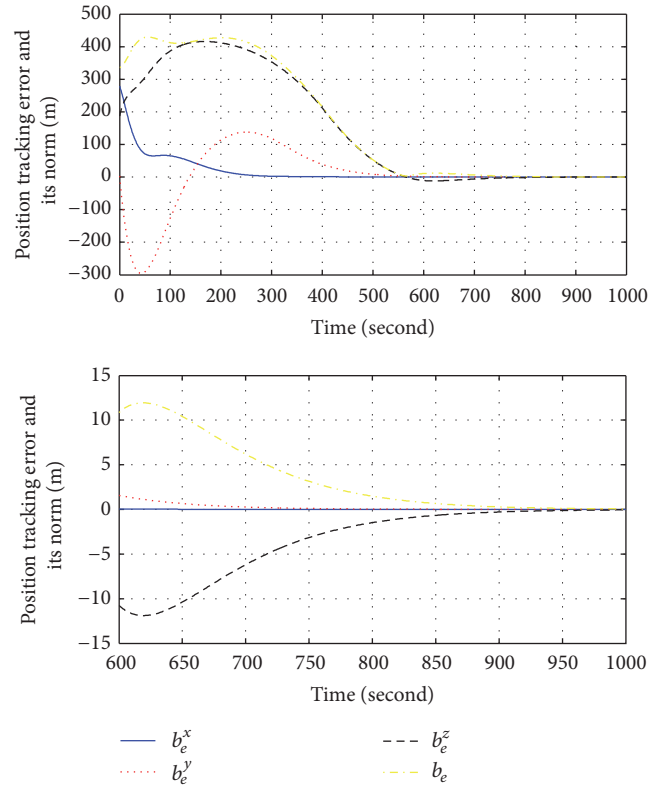 Position tracking error and
its norm (m)
500
400
300
200
100
0
−100
−200
−300
0 100 200 300 400 500 600 700 800 900 1000
Time (second)
Position tracking error and
its norm (m)
15
10
5
0
−5
−10
−15
600 650 700 750 800 850 900 950 1000
Time (second)
b_e^x b_e^z
b_e^y b_e